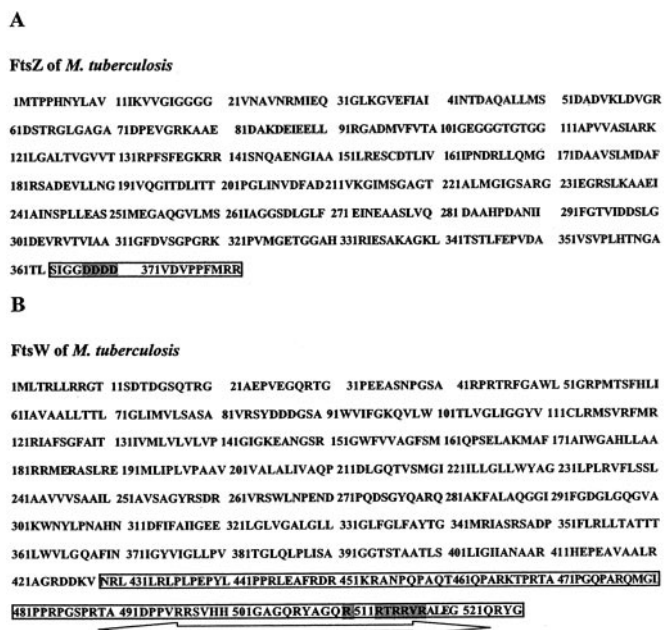 A
FtsZ of M. tuberculosis
1MTPPHNYLAV 11IKVVGIGGGG 21VNAVNRMIEQ 31GLKGVEFIAI 41NTDAQALLMS 51DADVKLDVGR
61DSTRGLGAGA 71DPEVGRKAAE 81DAKDEIEELL 91RGADMVFVTA 101GEGGGTGTGG 111APVVASIARK
121LGALTVGVVT 131RPFSFEGKRR 141SNQAENGIAA 151LRESCDTLIV 161IPNDRLLQMG 171DAAVSLMDAF
181RSADEVLLNG 191VQGITDLITT 201PGLINVDFAD 211VKGIMSGAGT 221ALMGIGSARG 231EGRSLKAAEI
241AINSPLLEAS 251MEGAQGVLMS 261IAGGSDLGLF 271EINEAASLVQ 281DAAHPDANII 291FGTVIDDSLG
301DEVRVTVIAA 311GFDVSGPGRK 321PVMGETGGAH 331RIESAKAGKL 341TSTLFEPVDA 351VSVPLHTNGA
361TL SIGGDDDD 371VDVPPFMRR
B
FtsW of M. tuberculosis
1MLTRLLRRGT 11SDTDGSQTRG 21AEPVEGQRTG 31PEEASNPGSA 41RPRTRFGAWL 51GRPMTSFHLI
61IAVAALLTTL 71GLIMVLSASA 81VRSYDDDGSA 91WVIFGKQVLW 101TLVGLIGGYV 111CLRMSVRFMR
121RIAFSGFAIT 131IVMLVLVLVP 141GIGKEANGSR 151GWFVVAGFSM 161QPSELAKMAF 171AIWGAHLLAA
181RRMERASLRE 191MLIPLVPAAV 201VALALIVAQP 211DLGQTVSMGI 221ILLGLLWYAG 231LPLRVFLSSL
241AAVVVSAAIL 251AVSAGYRSDR 261VRSWLNPEND 271PQDSGYQARQ 281AKFALAQGGI 291FGDGLGQGVA
301KWNYLPNAHN 311DFIFAIIGEE 321LGLVGALGLL 331GLFGLFAYTG 341MRIASRSADP 351FLRLLTATTT
361LWVLGQAFIN 371IGYVIGLLPV 381TGLQLPLISA 391GGTSTAATLS 401LIGIIANAAR 411HEPEAVAALR
421AGRDDKV NRL 431LRLPLPEPYL 441PPRLEAFRDR 451KRANPQPAQT 461QPARKTPRTA 471PGQPARQMGL
481PPRPGSPRTA 491DPPVRRSVHH 501GAGQRYAGQR 511RTRRVRALEG 521QRYG